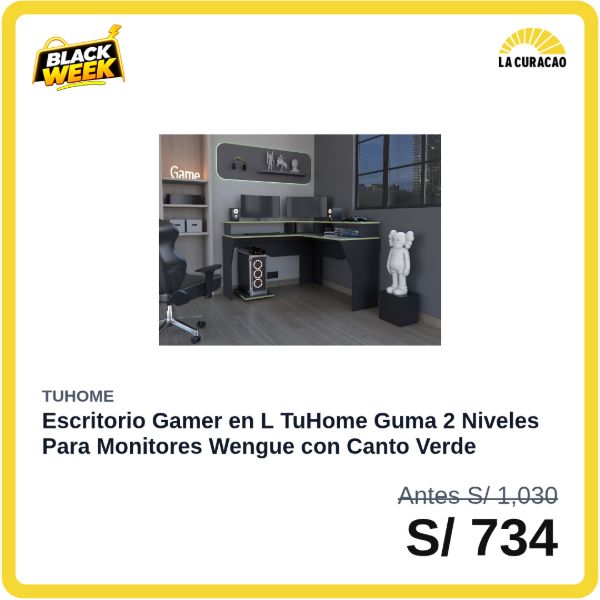 BLACK
WEEK
LA CURACAO
Game
TUHOME
Escritorio Gamer en L TuHome Guma 2 Niveles
Para Monitores Wengue con Canto Verde
Antes S/ 1,030
S/ 734